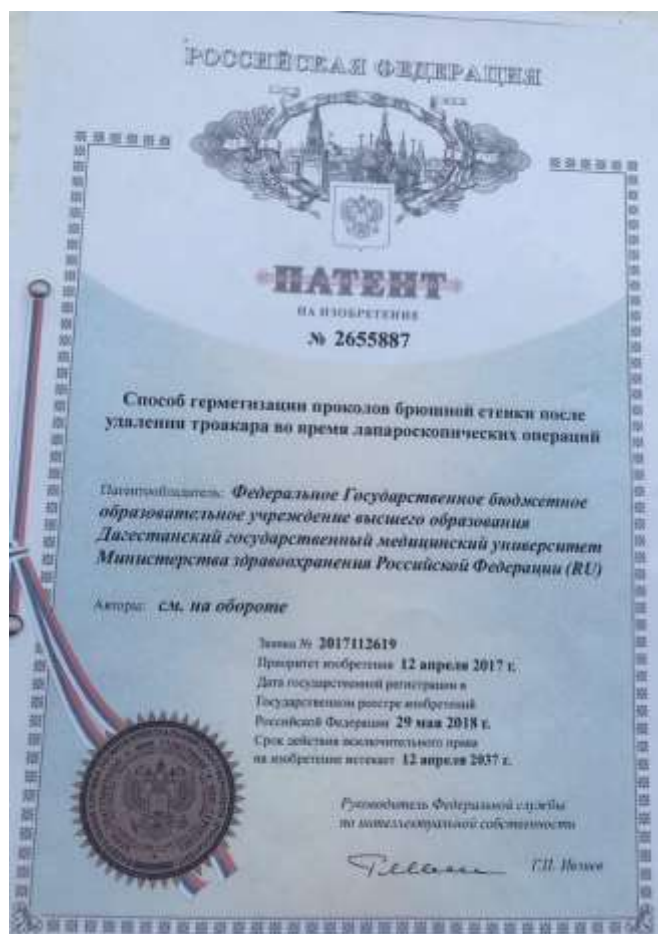 РОССИЙСКАЯ ФЕДЕРАЦИЯ
ПАТЕНТ
НА ИЗОБРЕТЕНИЕ
№ 2655887
Способ герметизации проколов брюшной стенки после
удаления троакара во время лапароскопических операций
Патентообладатель: Федеральное Государственное бюджетное
образовательное учреждение высшего образования
Дагестанский государственный медицинский университет
Министерства здравоохранения Российской Федерации (RU)
Авторы: см. на обороте
Заявка № 2017112619
Приоритет изобретения 12 апреля 2017 г.
Дата государственной регистрации в
Государственном реестре изобретений
Российской Федерации 29 мая 2018 г.
Срок действия исключительного права
на изобретение истекает 12 апреля 2037 г.
Руководитель Федеральной службы
по интеллектуальной собственности
Г.П. Ивлиев